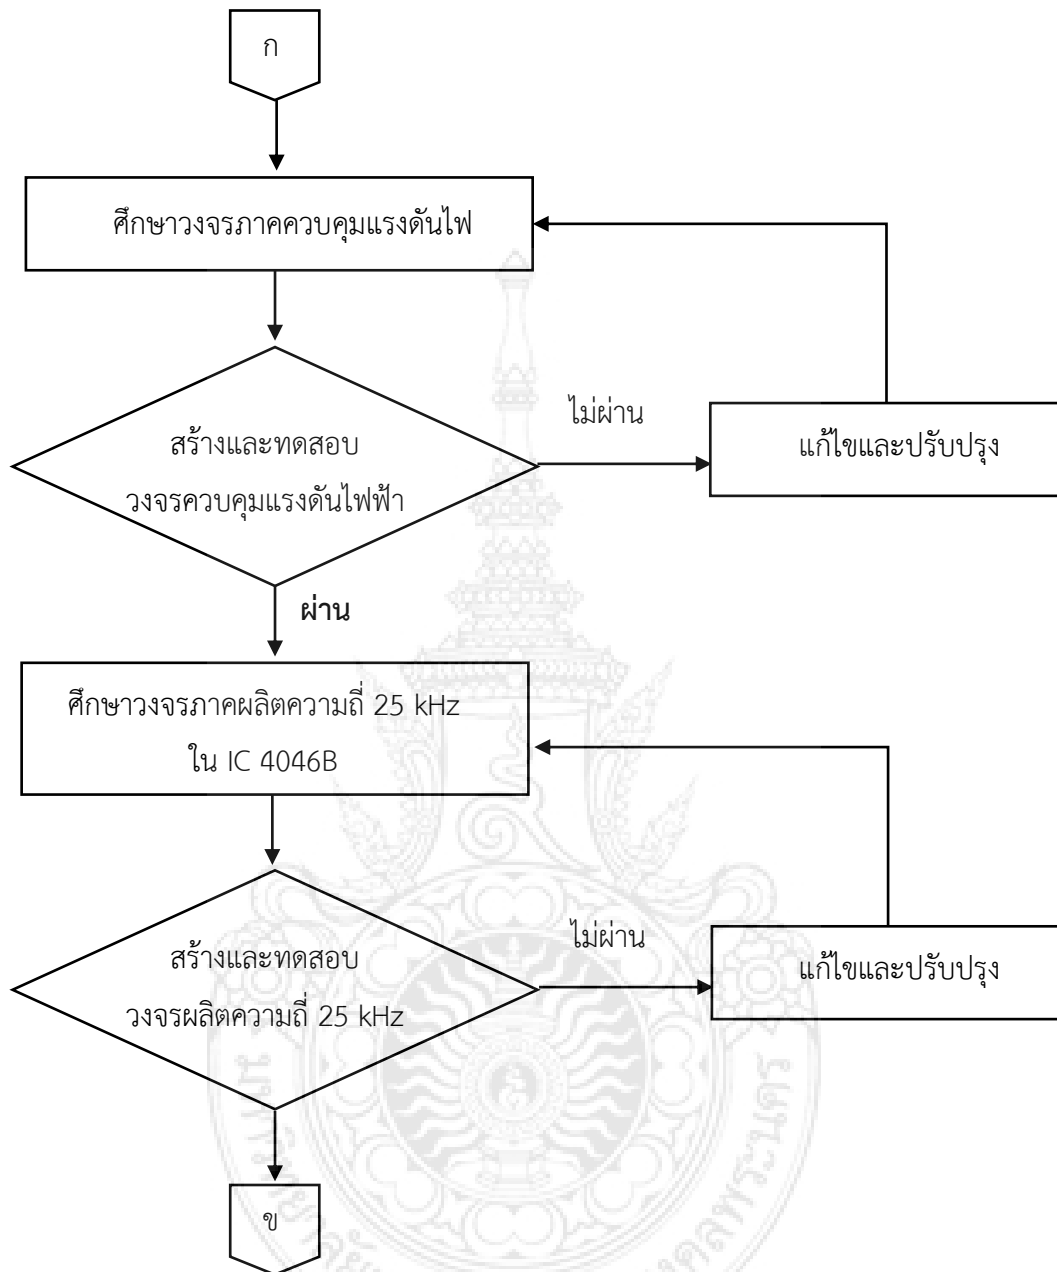 ก
ศึกษาวงจรภาคควบคุมแรงดันไฟ
ไม่ผ่าน
สร้างและทดสอบ
วงจรควบคุมแรงดันไฟฟ้า
แก้ไขและปรับปรุง
ผ่าน
ศึกษาวงจรภาคผลิตความถี่ 25 kHz
ใน IC 4046B
ไม่ผ่าน
สร้างและทดสอบ
วงจรผลิตความถี่ 25 kHz
แก้ไขและปรับปรุง
ข